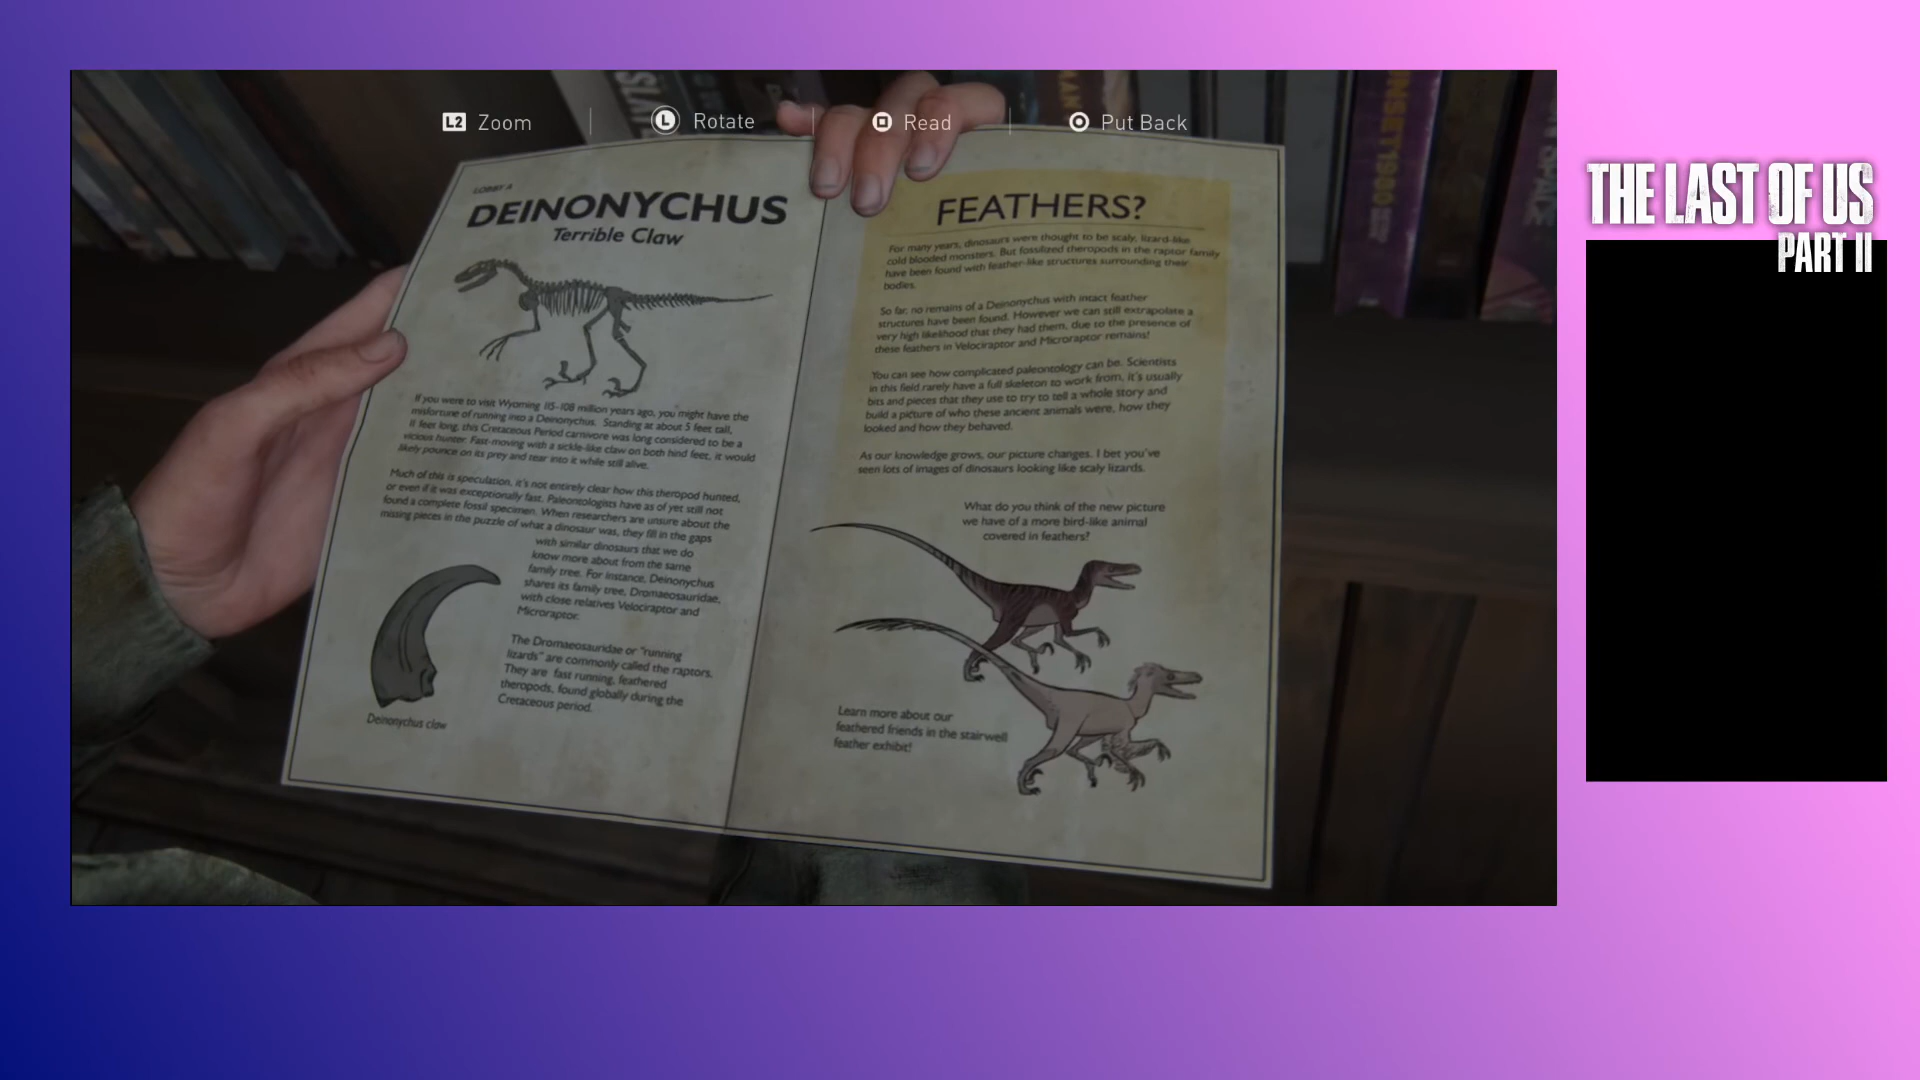 L2 Zoom
L Rotate
Read
Put Back
LOBBY A
DEINONYCHUS
Terrible Claw
If you were to visit Wyoming 115-108 million years ago, you might have the
misfortune of running into a Deinonychus. Standing at about 5 feet tall,
11 feet long, this Cretaceous Period carnivore was long considered to be a
vicious hunter. Fast-moving with a sickle-like claw on both hind feet, it would
likely pounce on its prey and tear into it while still alive.
Much of this is speculation, it's not entirely clear how this theropod hunted,
or even if it was exceptionally fast. Paleontologists have as of yet still not
found a complete fossil specimen. When researchers are unsure about the
missing pieces in the puzzle of what a dinosaur was, they fill in the gaps
with similar dinosaurs that we do
know more about from the same
family tree. For instance, Deinonychus
shares its family tree, Dromaeosauridae,
with close relatives Velociraptor and
Microraptor.
The Dromaeosauridae or "running
lizards" are commonly called the raptors.
They are fast running, feathered
theropods, found globally during the
Cretaceous period.
Deinonychus claw
FEATHERS?
For many years, dinosaurs were thought to be scaly, lizard-like
cold blooded monsters. But fossilized theropods in the raptor family
have been found with feather-like structures surrounding their
bodies.
So far, no remains of a Deinonychus with intact feather
structures have been found. However we can still extrapolate a
very high likelihood that they had them, due to the presence of
these feathers in Velociraptor and Microraptor remains!
You can see how complicated paleontology can be. Scientists
in this field rarely have a full skeleton to work from, it's usually
bits and pieces that they use to try to tell a whole story and
build a picture of who these ancient animals were, how they
looked and how they behaved.
As our knowledge grows, our picture changes. I bet you've
seen lots of images of dinosaurs looking like scaly lizards.
What do you think of the new picture
we have of a more bird-like animal
covered in feathers?
Learn more about our
feathered friends in the stairwell
feather exhibit!
THE LAST OF US
PART II